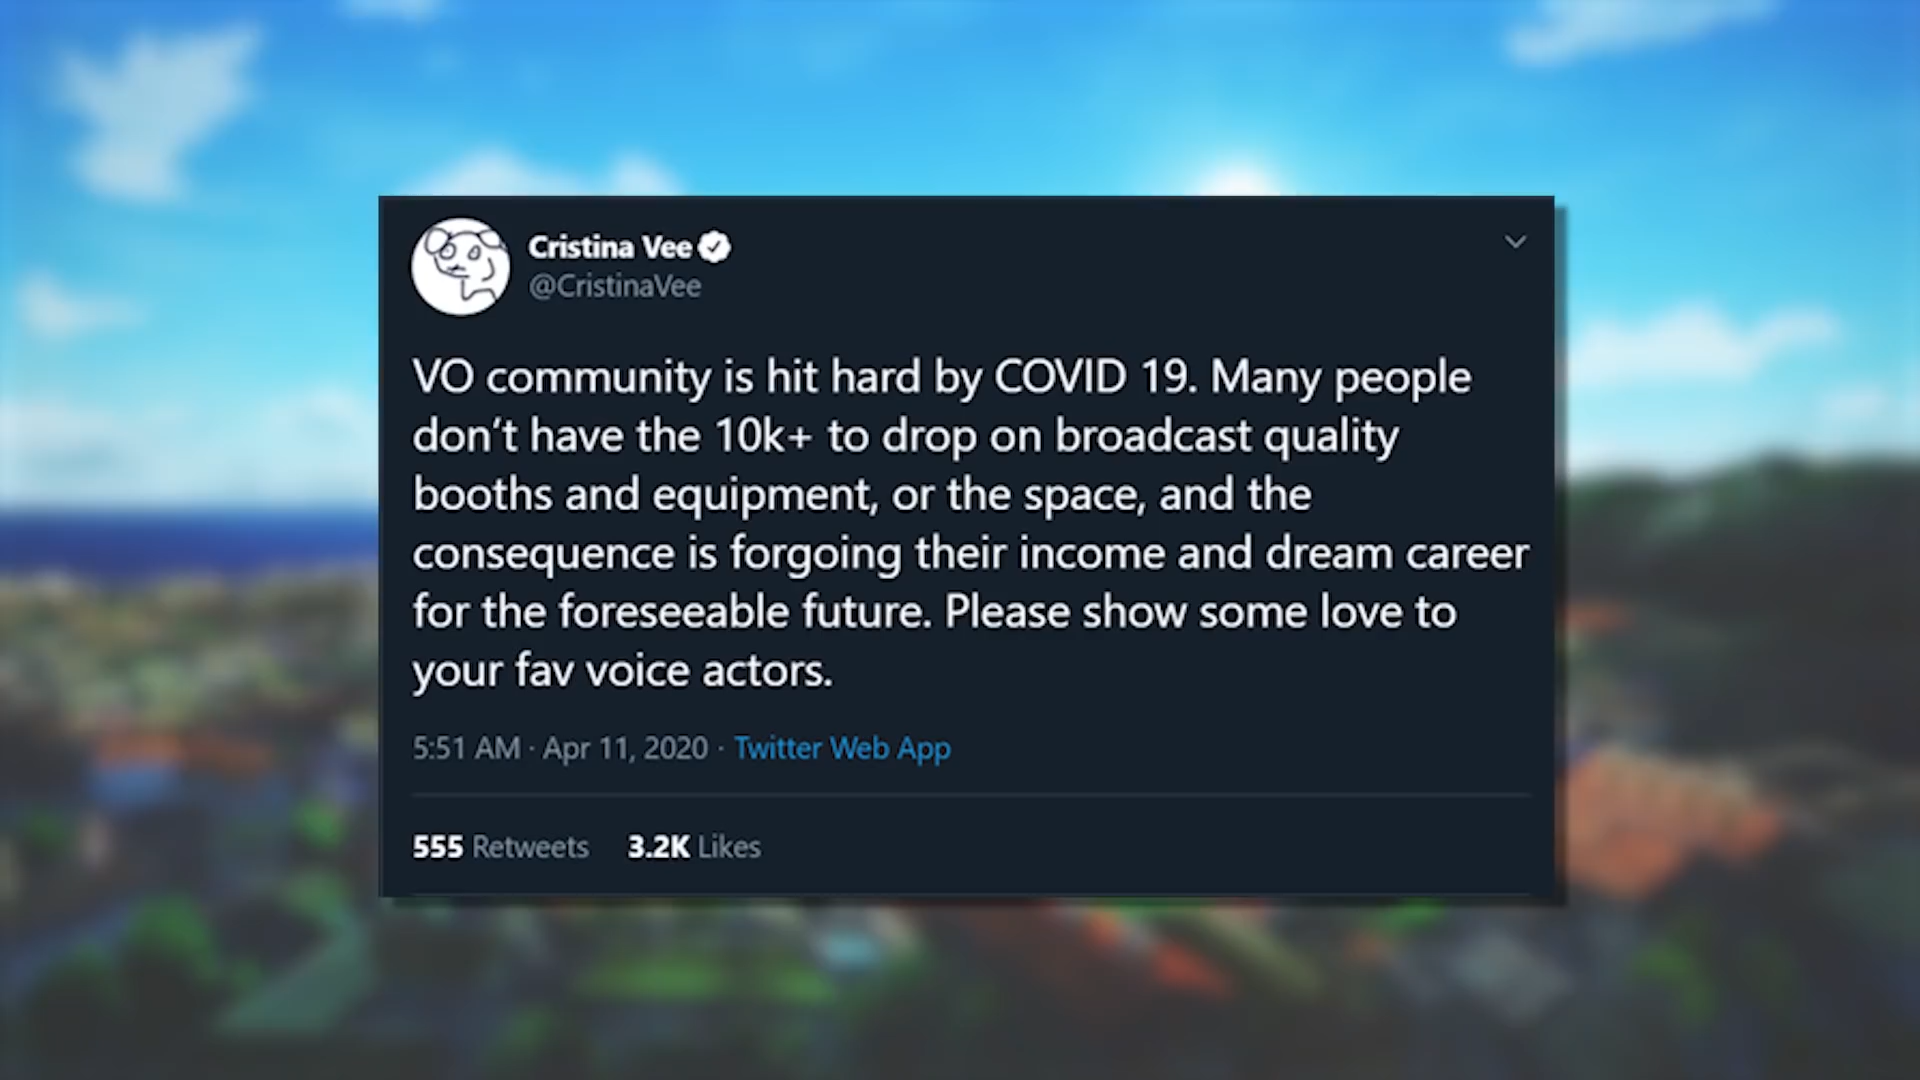 Cristina Vee
@CristinaVee
VO community is hit hard by COVID 19. Many people
don't have the 10k+ to drop on broadcast quality
booths and equipment, or the space, and the
consequence is forgoing their income and dream career
for the foreseeable future. Please show some love to
your fav voice actors.
5:51 AM · Apr 11, 2020 · Twitter Web App
555 Retweets 3.2K Likes